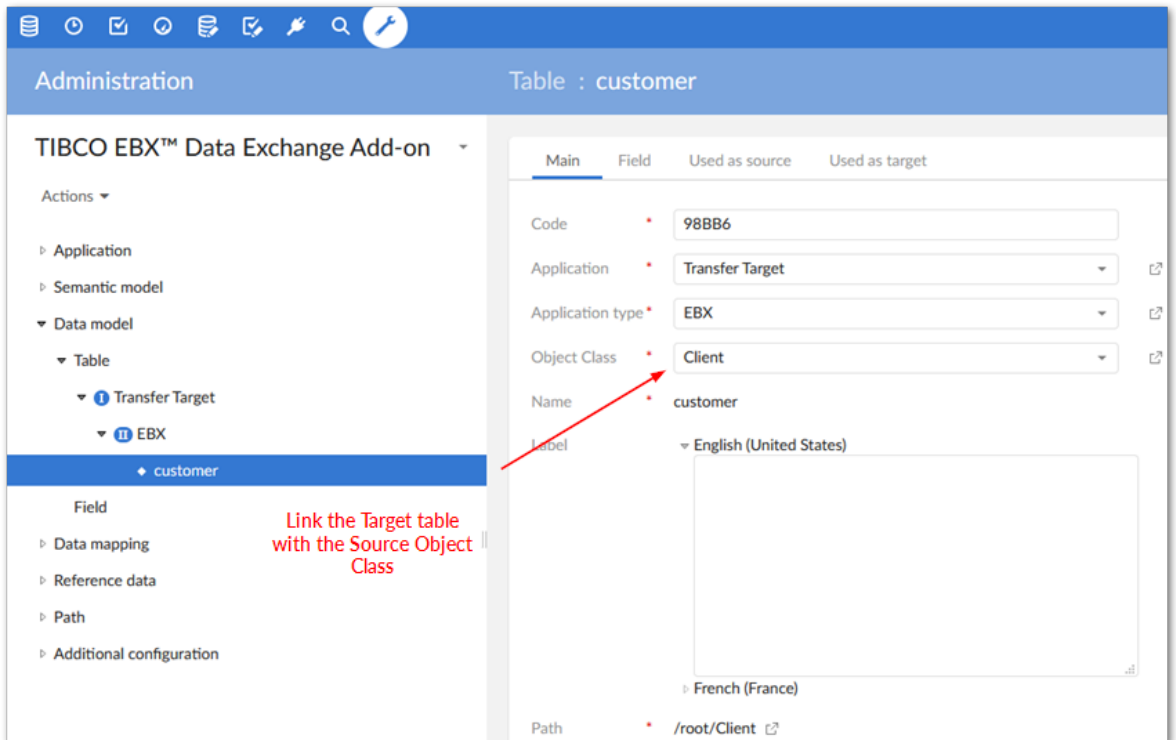 Administration
Table : customer
TIBCO EBX™ Data Exchange Add-on
Actions
Application
Semantic model
Data model
Table
I Transfer Target
II EBX
customer
Field
Data mapping
Reference data
Path
Additional configuration
Link the Target table
with the Source Object
Class
Main Field Used as source Used as target
Code * 98BB6
Application * Transfer Target
Application type * EBX
Object Class * Client
Name * customer
Label English (United States)
French (France)
Path * /root/Client